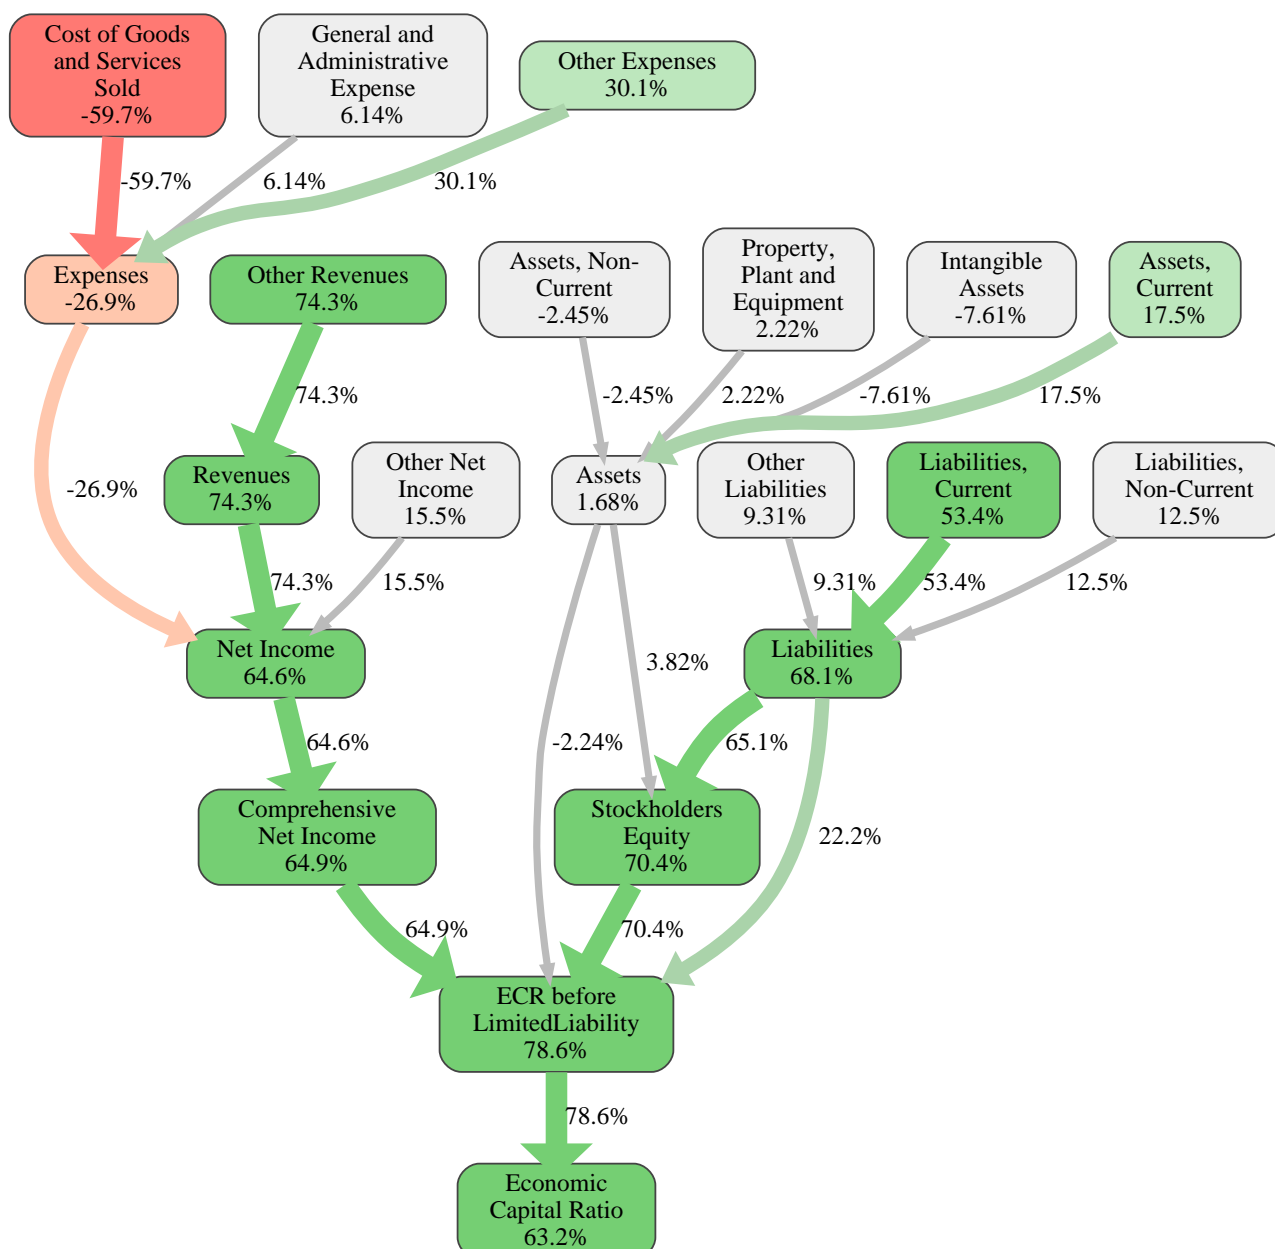 Cost of Goods
and Services
Sold
-59.7%
General and
Administrative
Expense
6.14%
Other Expenses
30.1%
-59.7%
6.14%
30.1%
Expenses
-26.9%
Other Revenues
74.3%
Assets, Non-
Current
-2.45%
Property,
Plant and
Equipment
2.22%
Intangible
Assets
-7.61%
Assets,
Current
17.5%
74.3%
-2.45%
2.22%
-7.61%
17.5%
-26.9%
Revenues
74.3%
Other Net
Income
15.5%
Assets
1.68%
Other
Liabilities
9.31%
Liabilities,
Current
53.4%
Liabilities,
Non-Current
12.5%
74.3%
15.5%
9.31%
53.4%
12.5%
Net Income
64.6%
3.82%
Liabilities
68.1%
64.6%
-2.24%
65.1%
Comprehensive
Net Income
64.9%
Stockholders
Equity
70.4%
22.2%
64.9%
70.4%
ECR before
LimitedLiability
78.6%
78.6%
Economic
Capital Ratio
63.2%